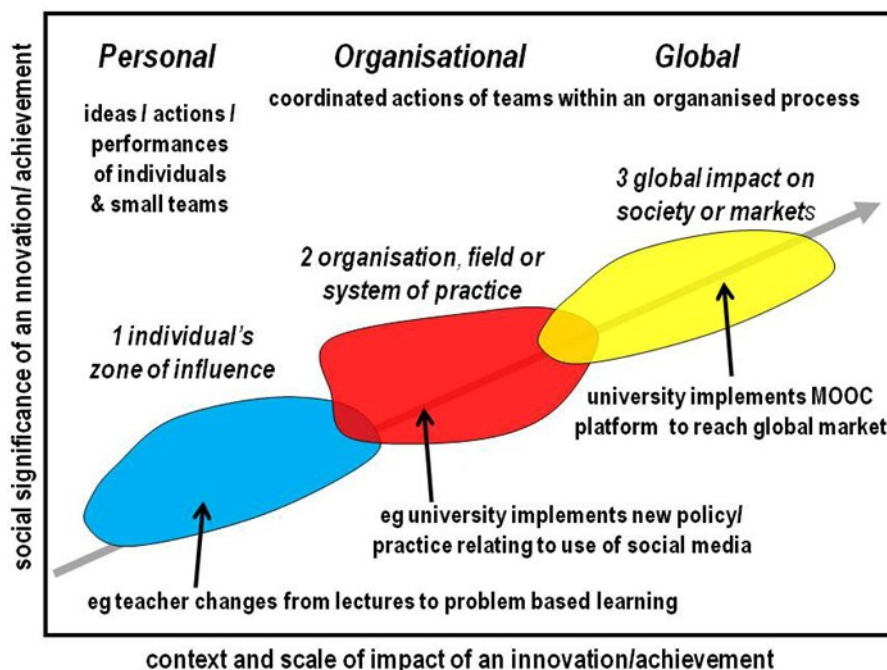 social significance of an nnovation/ achievement
Personal
ideas / actions /
performances
of individuals
& small teams
Organisational
Global
coordinated actions of teams within an organanised process
3 global impact on
society or markets
2 organisation, field or
system of practice
1 individual's
zone of influence
university implements MOOC
platform to reach global market
eg university implements new policy/
practice relating to use of social media
eg teacher changes from lectures to problem based learning
context and scale of impact of an innovation/achievement